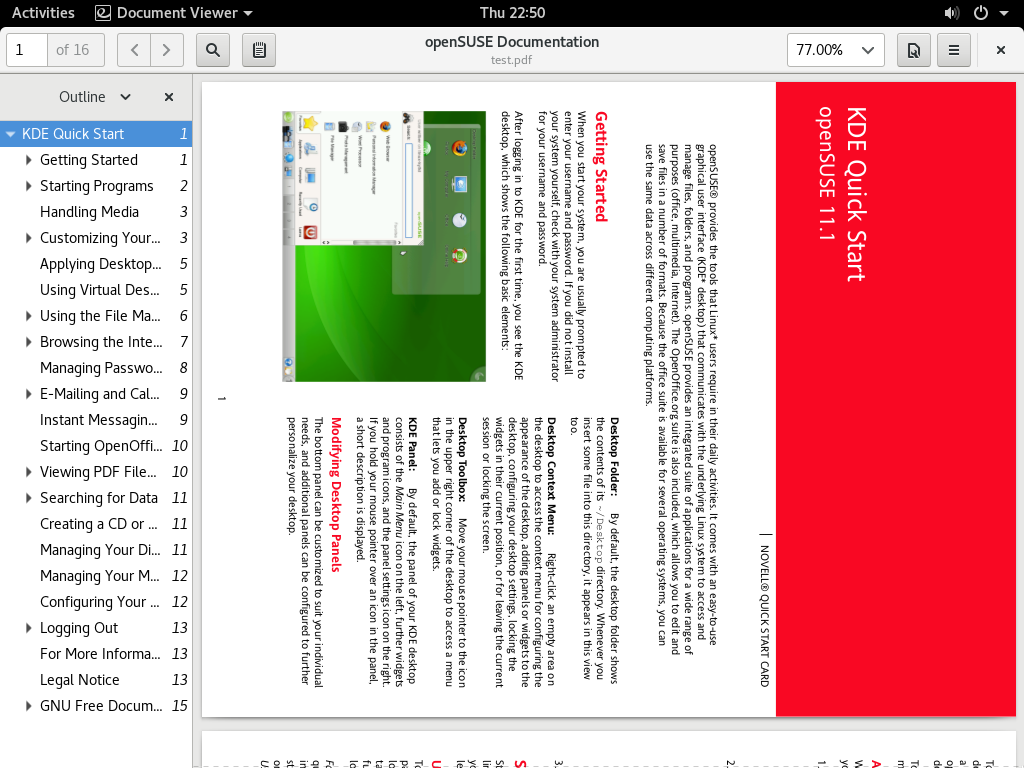 Activities
Document Viewer
Thu 22:50
1
of 16
openSUSE Documentation
test.pdf
77.00%
Outline
KDE Quick Start 1
Getting Started 1
Starting Programs 2
Handling Media 3
Customizing Your... 3
Applying Desktop... 5
Using Virtual Des... 5
Using the File Ma... 6
Browsing the Inte... 7
Managing Passwo... 8
E-Mailing and Cal... 9
Instant Messagin... 9
Starting OpenOffi... 10
Viewing PDF File... 10
Searching for Data 11
Creating a CD or ... 11
Managing Your Di... 11
Managing Your M... 12
Configuring Your ... 12
Logging Out 13
For More Informa... 13
Legal Notice 13
GNU Free Docum... 15
KDE Quick Start
openSUSE 11.1
NOVELL® QUICK START CARD
openSUSE® provides the tools that Linux* users require in their daily activities. It comes with an easy-to-use
graphical user interface (KDE* desktop) that communicates with the underlying Linux system to access and
manage files, folders, and programs. openSUSE provides an integrated suite of applications for a wide range of
purposes (office, multimedia, Internet). The OpenOffice.org suite is also included, which allows you to edit and
save files in a number of formats. Because the office suite is available for several operating systems, you can
use the same data across different computing platforms.
Getting Started
When you start your system, you are usually prompted to
enter your username and password. If you did not install
your system yourself, check with your system administrator
for your username and password.
After logging in to KDE for the first time, you see the KDE
desktop, which shows the following basic elements:
Desktop Folder: By default, the desktop folder shows
the contents of its ~/Desktop directory. Whenever you
insert some file into this directory, it appears in this view
too.
Desktop Context Menu: Right-click an empty area on
the desktop to access the context menu for configuring the
appearance of the desktop, adding panels or widgets to the
desktop, configuring your desktop settings, locking the
widgets in their current position, or for leaving the current
session or locking the screen.
Desktop Toolbox: Move your mouse pointer to the icon
in the upper right corner of the desktop to access a menu
that lets you add or lock widgets.
KDE Panel: By default, the panel of your KDE desktop
consists of the Main Menu icon on the left, further widgets
and program icons, and the panel settings icon on the right.
If you hold your mouse pointer over an icon in the panel,
a short description is displayed.
Modifying Desktop Panels
The bottom panel can be customized to suit your individual
needs, and additional panels can be configured to further
personalize your desktop.
1